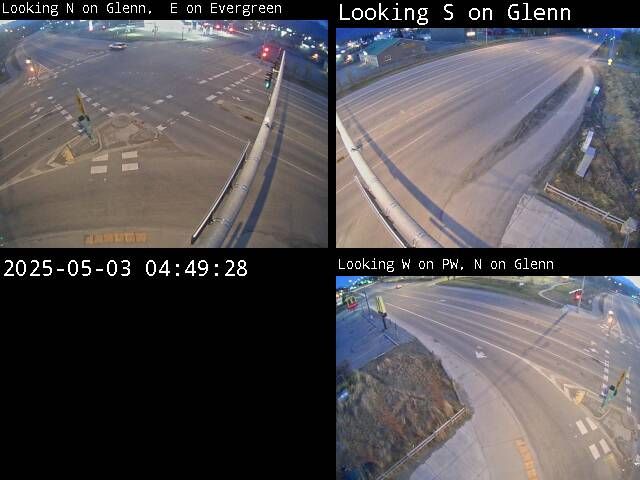 Looking N on Glenn, E on Evergreen
Looking S on Glenn
2025-05-03 04:49:28
Looking W on PW, N on Glenn